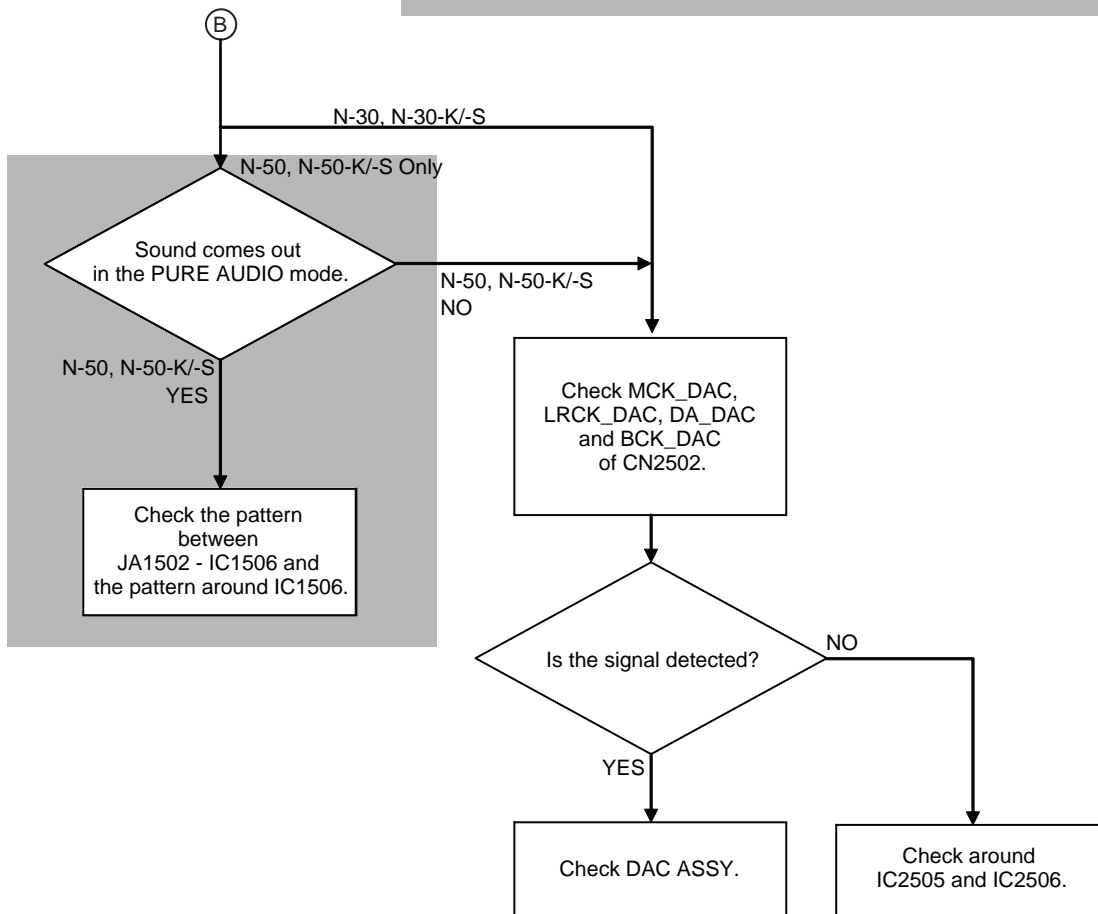 B
N-30, N-30-K/-S
N-50, N-50-K/-S Only
Sound comes out
in the PURE AUDIO mode.
N-50, N-50-K/-S
NO
N-50, N-50-K/-S
YES
Check the pattern
between
JA1502 - IC1506 and
the pattern around IC1506.
Check MCK_DAC,
LRCK_DAC, DA_DAC
and BCK_DAC
of CN2502.
Is the signal detected?
NO
YES
Check DAC ASSY.
Check around
IC2505 and IC2506.